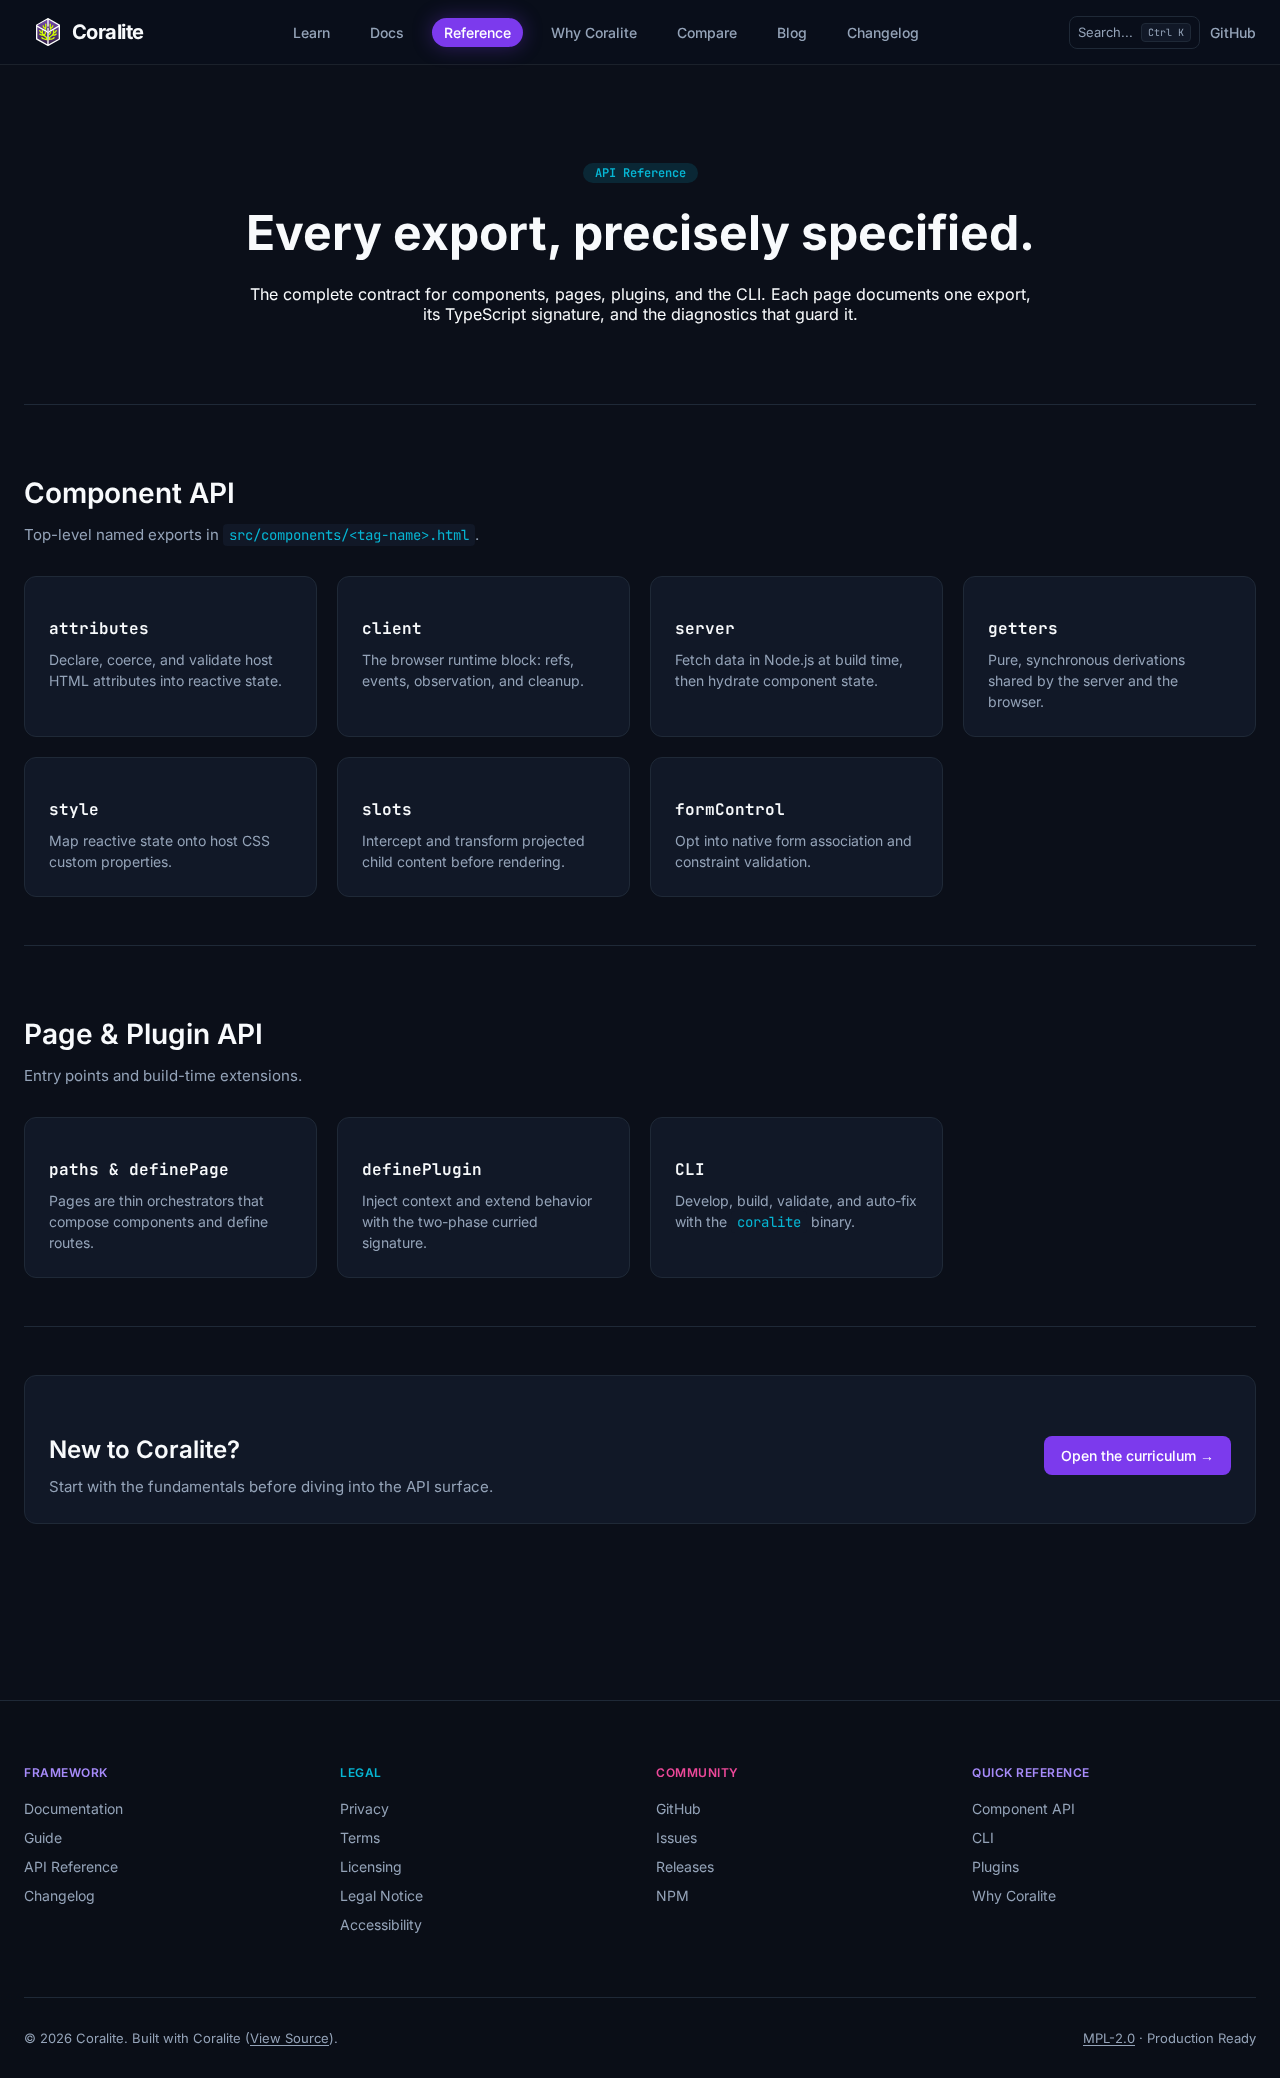 Coralite
Learn
Docs
Reference
Why Coralite
Compare
Blog
Changelog
Search...
Ctrl K
GitHub
API Reference
Every export, precisely specified.
The complete contract for components, pages, plugins, and the CLI. Each page documents one export,
its TypeScript signature, and the diagnostics that guard it.
Component API
Top-level named exports in src/components/<tag-name>.html.
attributes
Declare, coerce, and validate host
HTML attributes into reactive state.
client
The browser runtime block: refs,
events, observation, and cleanup.
server
Fetch data in Node.js at build time,
then hydrate component state.
getters
Pure, synchronous derivations
shared by the server and the
browser.
style
Map reactive state onto host CSS
custom properties.
slots
Intercept and transform projected
child content before rendering.
formControl
Opt into native form association and
constraint validation.
Page & Plugin API
Entry points and build-time extensions.
paths & definePage
Pages are thin orchestrators that
compose components and define
routes.
definePlugin
Inject context and extend behavior
with the two-phase curried
signature.
CLI
Develop, build, validate, and auto-fix
with the coralite binary.
New to Coralite?
Start with the fundamentals before diving into the API surface.
Open the curriculum →
FRAMEWORK
Documentation
Guide
API Reference
Changelog
LEGAL
Privacy
Terms
Licensing
Legal Notice
Accessibility
COMMUNITY
GitHub
Issues
Releases
NPM
QUICK REFERENCE
Component API
CLI
Plugins
Why Coralite
© 2026 Coralite. Built with Coralite (View Source).
MPL-2.0 · Production Ready